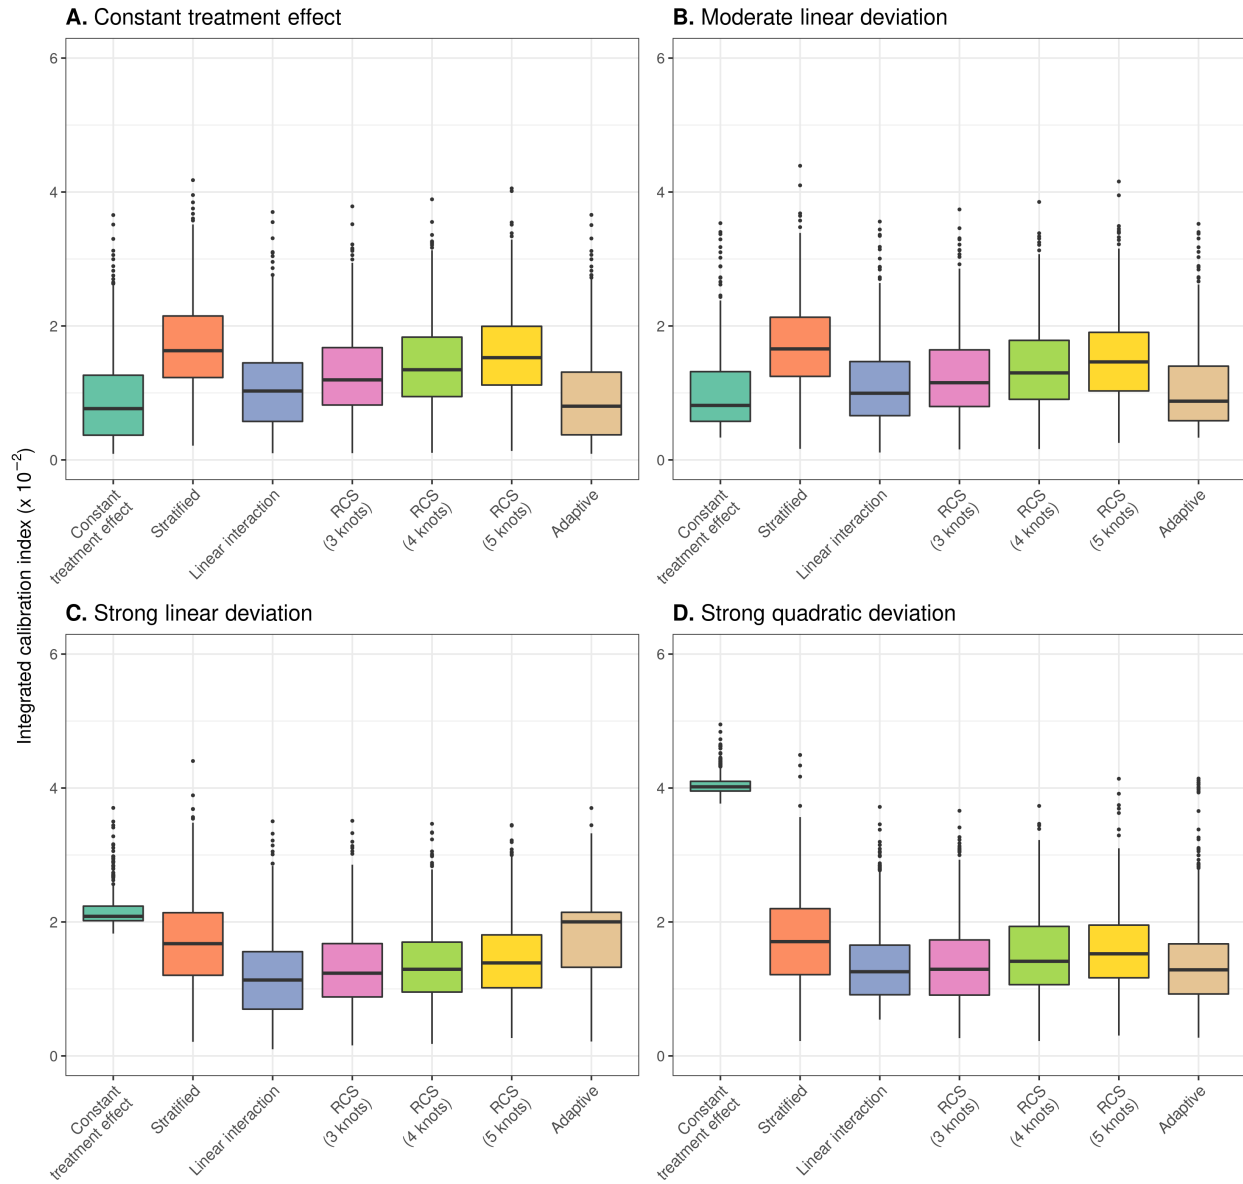 A. Constant treatment effect
6
4
2
0
Constant
treatment effect
Stratified
Linear interaction
RCS
(3 knots)
RCS
(4 knots)
RCS
(5 knots)
Adaptive
B. Moderate linear deviation
6
4
2
0
Constant
treatment effect
Stratified
Linear interaction
RCS
(3 knots)
RCS
(4 knots)
RCS
(5 knots)
Adaptive
Integrated calibration index (x 10⁻²)
C. Strong linear deviation
6
4
2
0
Constant
treatment effect
Stratified
Linear interaction
RCS
(3 knots)
RCS
(4 knots)
RCS
(5 knots)
Adaptive
D. Strong quadratic deviation
6
4
2
0
Constant
treatment effect
Stratified
Linear interaction
RCS
(3 knots)
RCS
(4 knots)
RCS
(5 knots)
Adaptive